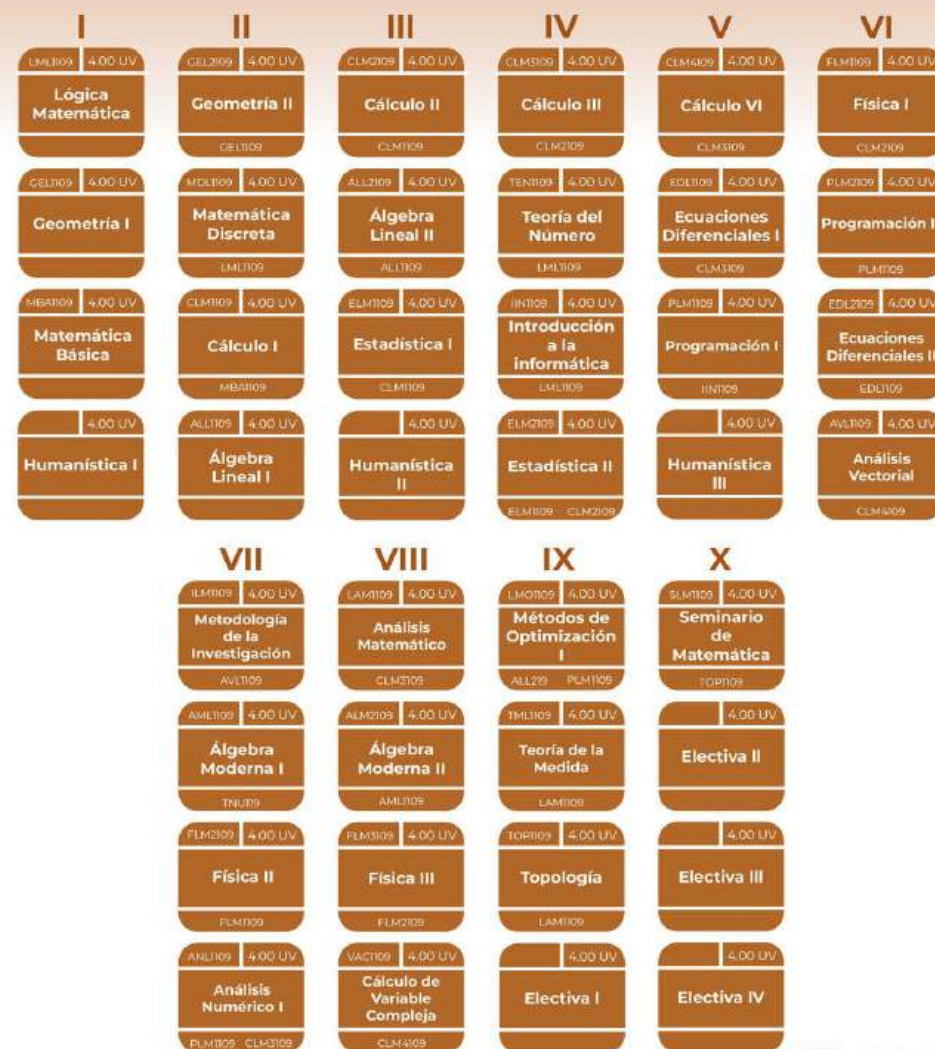 I
LML1109 4.00 UV
Lógica
Matemática
GEL1109 4.00 UV
Geometría I
MBA1109 4.00 UV
Matemática
Básica
4.00 UV
Humanística I
II
GEL2109 4.00 UV
Geometría II
GEL1109
MDL1109 4.00 UV
Matemática
Discreta
LML1109
CLM1109 4.00 UV
Cálculo I
MBA1109
ALL1109 4.00 UV
Álgebra
Lineal I
III
CLM2109 4.00 UV
Cálculo II
CLM1109
ALL2109 4.00 UV
Álgebra
Lineal II
ALL1109
ELM1109 4.00 UV
Estadística I
CLM1109
4.00 UV
Humanística
II
IV
CLM3109 4.00 UV
Cálculo III
CLM2109
TEN1109 4.00 UV
Teoría del
Número
LML1109
IIN1109 4.00 UV
Introducción
a la
informática
LML1109
ELM2109 4.00 UV
Estadística II
ELM1109 CLM2109
V
CLM4109 4.00 UV
Cálculo VI
CLM3109
EDL1109 4.00 UV
Ecuaciones
Diferenciales I
CLM3109
PLM1109 4.00 UV
Programación I
IIN1109
4.00 UV
Humanística
III
VI
FLM1109 4.00 UV
Física I
CLM2109
PLM2109 4.00 UV
Programación I
PLM1109
EDL2109 4.00 UV
Ecuaciones
Diferenciales II
EDL1109
AVL1109 4.00 UV
Análisis
Vectorial
CLM4109
VII
ILM1109 4.00 UV
Metodología
de la
Investigación
AVL1109
AML1109 4.00 UV
Álgebra
Moderna I
TNU119
FLM2109 4.00 UV
Física II
FLM1109
ANL1109 4.00 UV
Análisis
Numérico I
PLM1109 CLM3109
VIII
LAM1109 4.00 UV
Análisis
Matemático
CLM3109
ALM2109 4.00 UV
Álgebra
Moderna II
AML1109
FLM3109 4.00 UV
Física III
FLM2109
VAC1109 4.00 UV
Cálculo de
Variable
Compleja
CLM4109
IX
LMO1109 4.00 UV
Métodos de
Optimización
I
ALL219 PLM1109
TML1109 4.00 UV
Teoría de la
Medida
LAM1109
TOP1109 4.00 UV
Topología
LAM1109
4.00 UV
Electiva I
X
SLM1109 4.00 UV
Seminario
de
Matemática
TOP1109
4.00 UV
Electiva II
4.00 UV
Electiva III
4.00 UV
Electiva IV